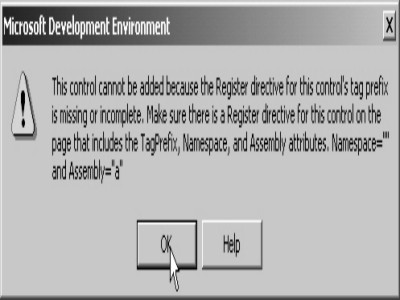 Microsoft Development Environment
This control cannot be added because the Register directive for this control's tag prefix
is missing or incomplete. Make sure there is a Register directive for this control on the
page that includes the TagPrefix, Namespace, and Assembly attributes. Namespace=""
and Assembly="a"
OK Help